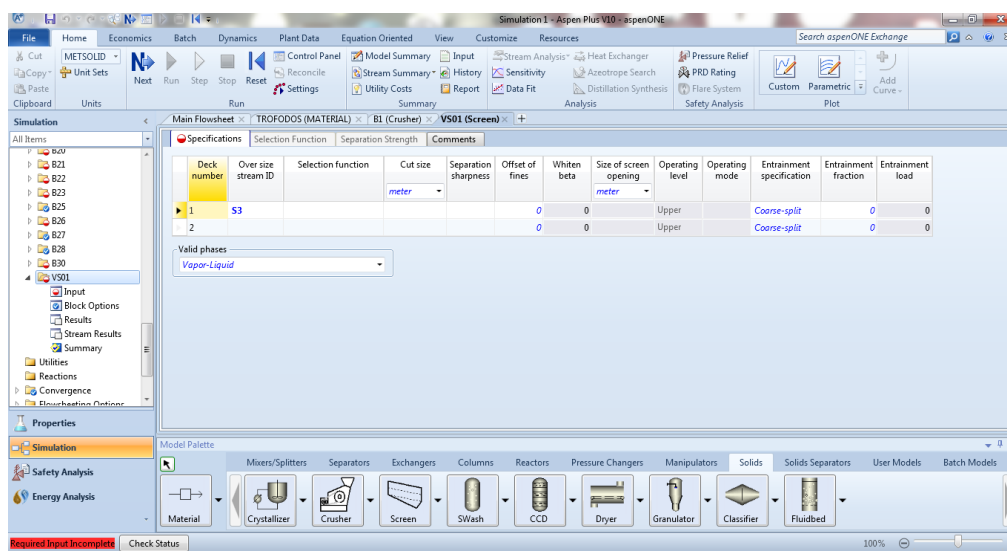 Simulation 1 - Aspen Plus V10 - aspenONE
File Home Economics Batch Dynamics Plant Data Equation Oriented View Customize Resources Search aspenONE Exchange
Cut METSOLID Control Panel Model Summary Input Stream Analysis Heat Exchanger Pressure Relief
Copy Unit Sets Reconcile Stream Summary History Sensitivity Azeotrope Search PRD Rating
Paste Next Run Step Stop Reset Settings Utility Costs Report Data Fit Distillation Synthesis Flare System Custom Parametric Add Curve
Clipboard Units Run Summary Analysis Safety Analysis Plot
Simulation Main Flowsheet TROFODOS (MATERIAL) B1 (Crusher) VS01 (Screen) +
All Items Specifications Selection Function Separation Strength Comments
B20
B21
B22
B23
B25
B26
B27
B28
B30
VS01
Input
Block Options
Results
Stream Results
Summary
Utilities
Reactions
Convergence
Flowsheeting Options
Deck number Over size stream ID Selection function Cut size Separation sharpness Offset of fines Whiten beta Size of screen opening Operating level Operating mode Entrainment specification Entrainment fraction Entrainment load
meter meter
1 S3 0 0 Upper Coarse-split 0 0
2 0 0 Upper Coarse-split 0 0
Valid phases
Vapor-Liquid
Properties
Simulation
Safety Analysis
Energy Analysis
Model Palette
Mixers/Splitters Separators Exchangers Columns Reactors Pressure Changers Manipulators Solids Solids Separators User Models Batch Models
Material Crystallizer Crusher Screen SWash CCD Dryer Granulator Classifier Fluidbed
Required Input Incomplete Check Status 100%